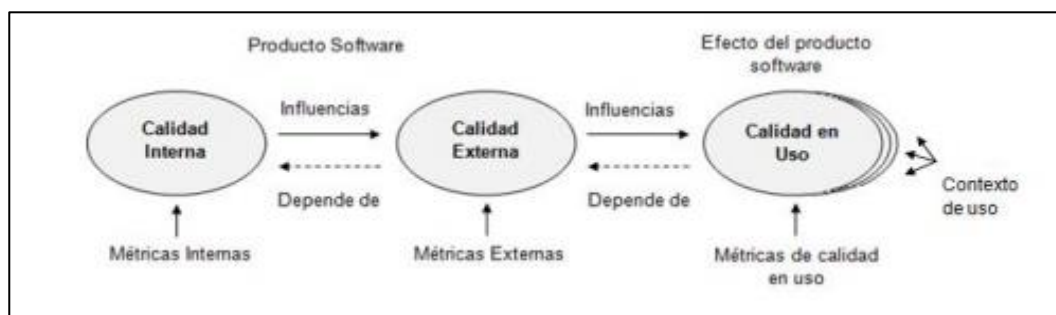 Producto Software
Efecto del producto
software
Influencias
Influencias
Calidad
Interna
Calidad
Externa
Calidad en
Uso
Depende de
Depende de
Contexto
de uso
Métricas Internas
Métricas Externas
Métricas de calidad
en uso